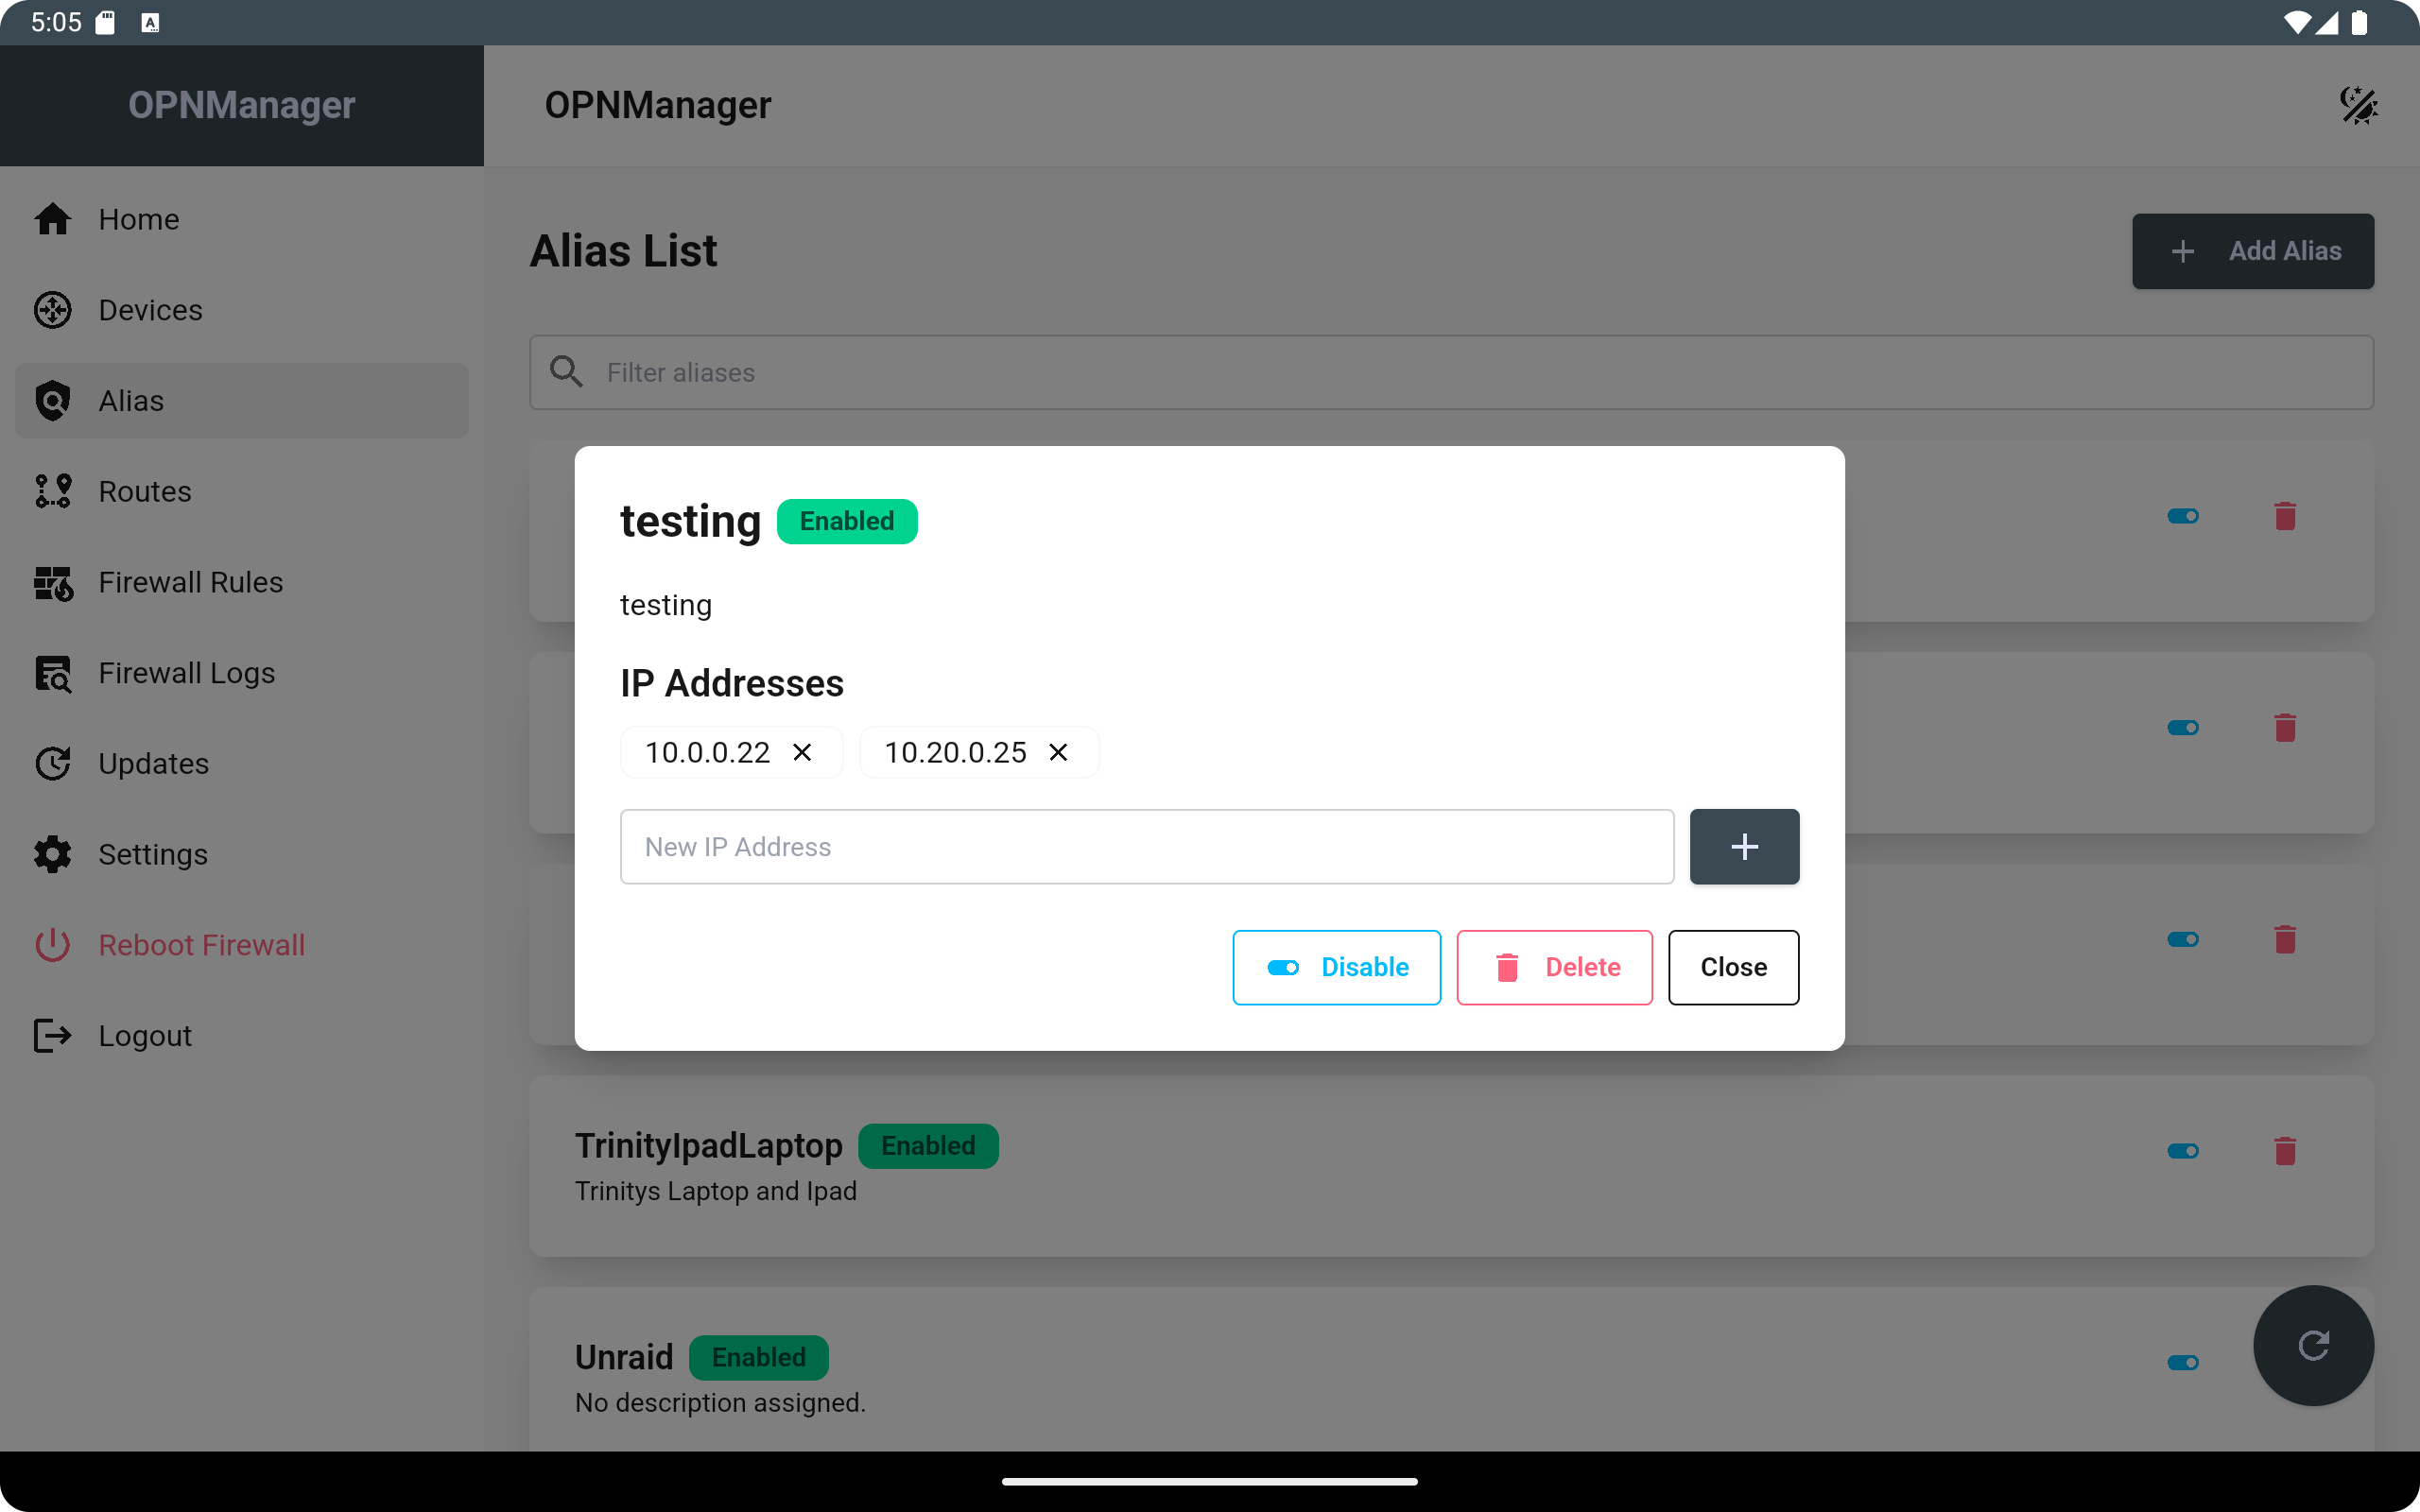 5:05
OPNManager
OPNManager
Home
Devices
Alias
Routes
Firewall Rules
Firewall Logs
Updates
Settings
Reboot Firewall
Logout
Alias List
Add Alias
Filter aliases
testing Enabled
testing
IP Addresses
10.0.0.22 10.20.0.25
New IP Address
Disable Delete Close
TrinityIpadLaptop Enabled
Trinitys Laptop and Ipad
Unraid Enabled
No description assigned.